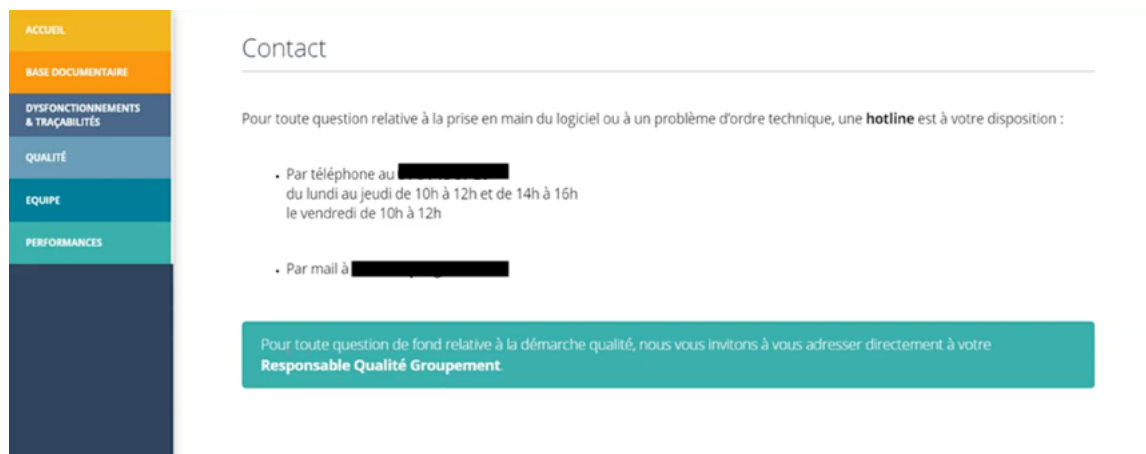 ACCUEIL
BASE DOCUMENTAIRE
DYSFONCTIONNEMENTS
& TRAÇABILITÉS
QUALITÉ
EQUIPE
PERFORMANCES
Contact
Pour toute question relative à la prise en main du logiciel ou à un problème d'ordre technique, une hotline est à votre disposition :
• Par téléphone au
du lundi au jeudi de 10h à 12h et de 14h à 16h
le vendredi de 10h à 12h
• Par mail à
Pour toute question de fond relative à la démarche qualité, nous vous invitons à vous adresser directement à votre
Responsable Qualité Groupement.